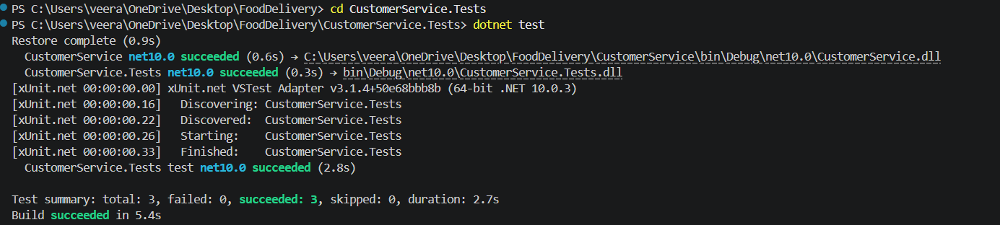 PS C:\Users\veera\OneDrive\Desktop\FoodDelivery> cd CustomerService.Tests
PS C:\Users\veera\OneDrive\Desktop\FoodDelivery\CustomerService.Tests> dotnet test
Restore complete (0.9s)
  CustomerService net10.0 succeeded (0.6s) → C:\Users\veera\OneDrive\Desktop\FoodDelivery\CustomerService\bin\Debug\net10.0\CustomerService.dll
  CustomerService.Tests net10.0 succeeded (0.3s) → bin\Debug\net10.0\CustomerService.Tests.dll
[xUnit.net 00:00:00.00] xUnit.net VSTest Adapter v3.1.4+50e68bbb8b (64-bit .NET 10.0.3)
[xUnit.net 00:00:00.16]   Discovering: CustomerService.Tests
[xUnit.net 00:00:00.22]   Discovered:  CustomerService.Tests
[xUnit.net 00:00:00.26]   Starting:    CustomerService.Tests
[xUnit.net 00:00:00.33]   Finished:    CustomerService.Tests
  CustomerService.Tests test net10.0 succeeded (2.8s)

Test summary: total: 3, failed: 0, succeeded: 3, skipped: 0, duration: 2.7s
Build succeeded in 5.4s